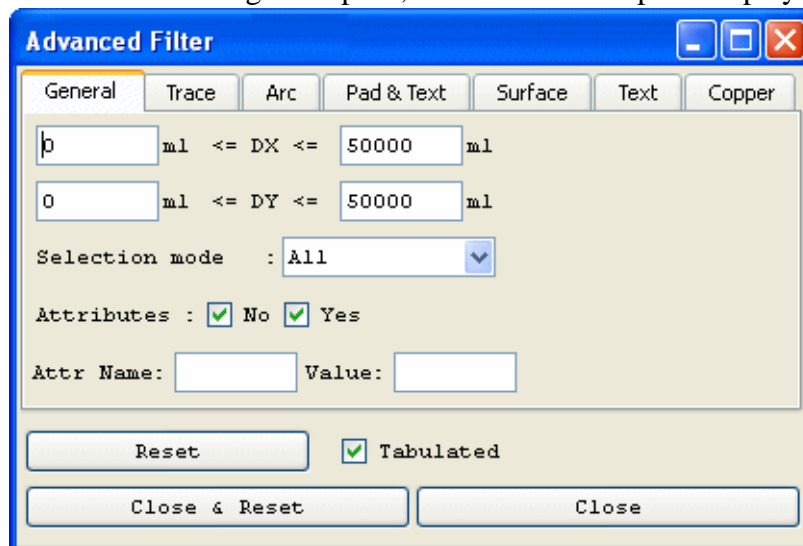 Advanced Filter
General Trace Arc Pad & Text Surface Text Copper
0 ml <= DX <= 50000 ml
0 ml <= DY <= 50000 ml
Selection mode : All
Attributes : No Yes
Attr Name: Value:
Reset Tabulated
Close & Reset Close